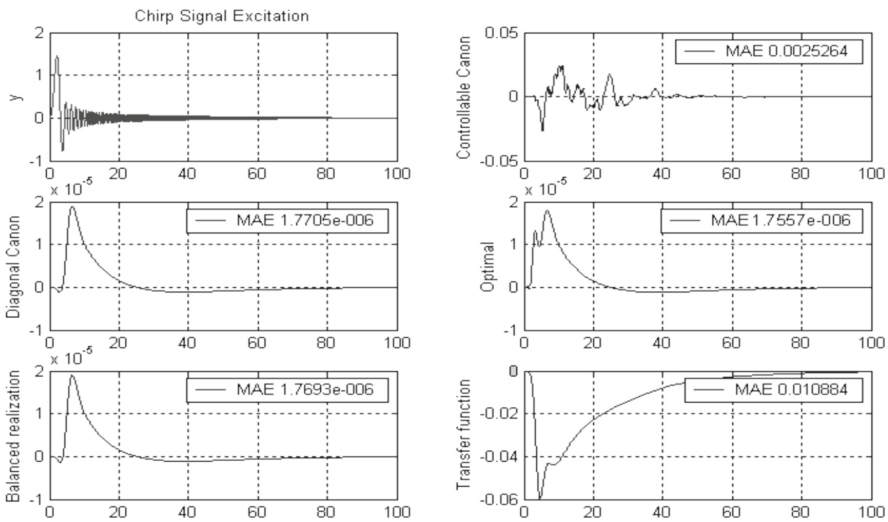 Chirp Signal Excitation
2
1
0
-1
y
0 20 40 60 80 100
0.05
0
-0.05
Controllable Canon
MAE 0.0025264
0 20 40 60 80 100
x 10^-5
2
1
0
-1
Diagonal Canon
MAE 1.7705e-006
0 20 40 60 80 100
x 10^-5
2
1
0
-1
Optimal
MAE 1.7557e-006
0 20 40 60 80 100
x 10^-5
2
1
0
-1
Balanced realization
MAE 1.7693e-006
0 20 40 60 80 100
0
-0.02
-0.04
-0.06
Transfer function
MAE 0.010884
0 20 40 60 80 100